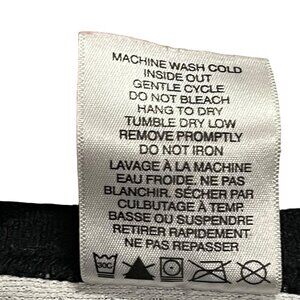 MACHINE WASH COLD
INSIDE OUT
GENTLE CYCLE
DO NOT BLEACH
HANG TO DRY
TUMBLE DRY LOW
REMOVE PROMPTLY
DO NOT IRON
LAVAGE À LA MACHINE
EAU FROIDE. NE PAS
BLANCHIR. SÉCHER PAR
CULBUTAGE À TEMP
BASSE OU SUSPENDRE
RETIRER RAPIDEMENT
NE PAS REPASSER
30C